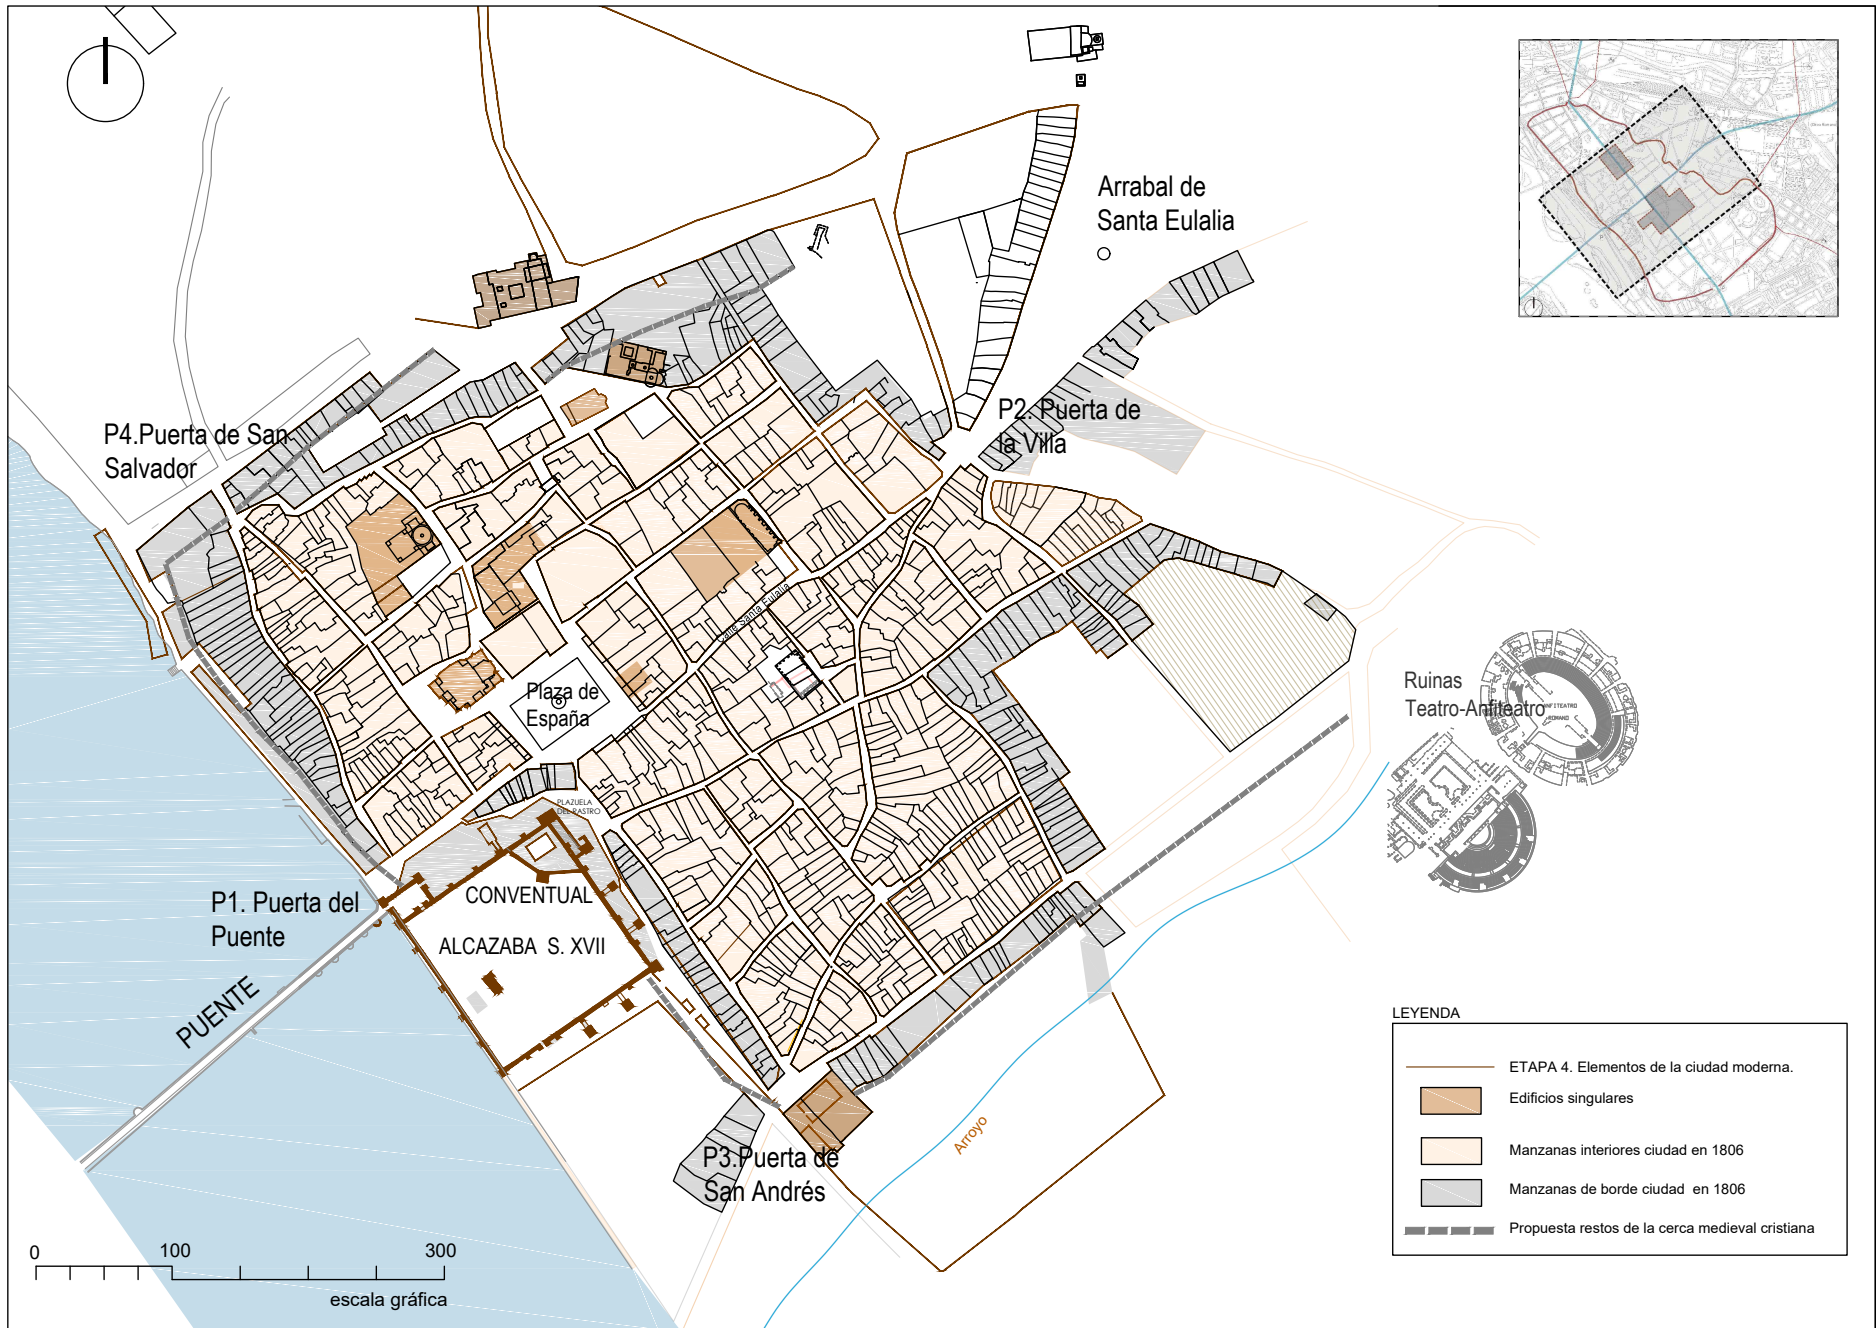 Arrabal de
Santa Eulalia
P4.Puerta de San
Salvador
P2. Puerta de
la Villa
Calle Santa Eulalia
Plaza de
España
Ruinas
Teatro-Anfiteatro
ANFITEATRO
ROMANO
PLAZUELA
DEL RASTRO
P1. Puerta del
Puente
CONVENTUAL
ALCAZABA S. XVII
PUENTE
P3.Puerta de
San Andrés
Arroyo
0 100 300
escala gráfica
LEYENDA
ETAPA 4. Elementos de la ciudad moderna.
Edificios singulares
Manzanas interiores ciudad en 1806
Manzanas de borde ciudad en 1806
Propuesta restos de la cerca medieval cristiana